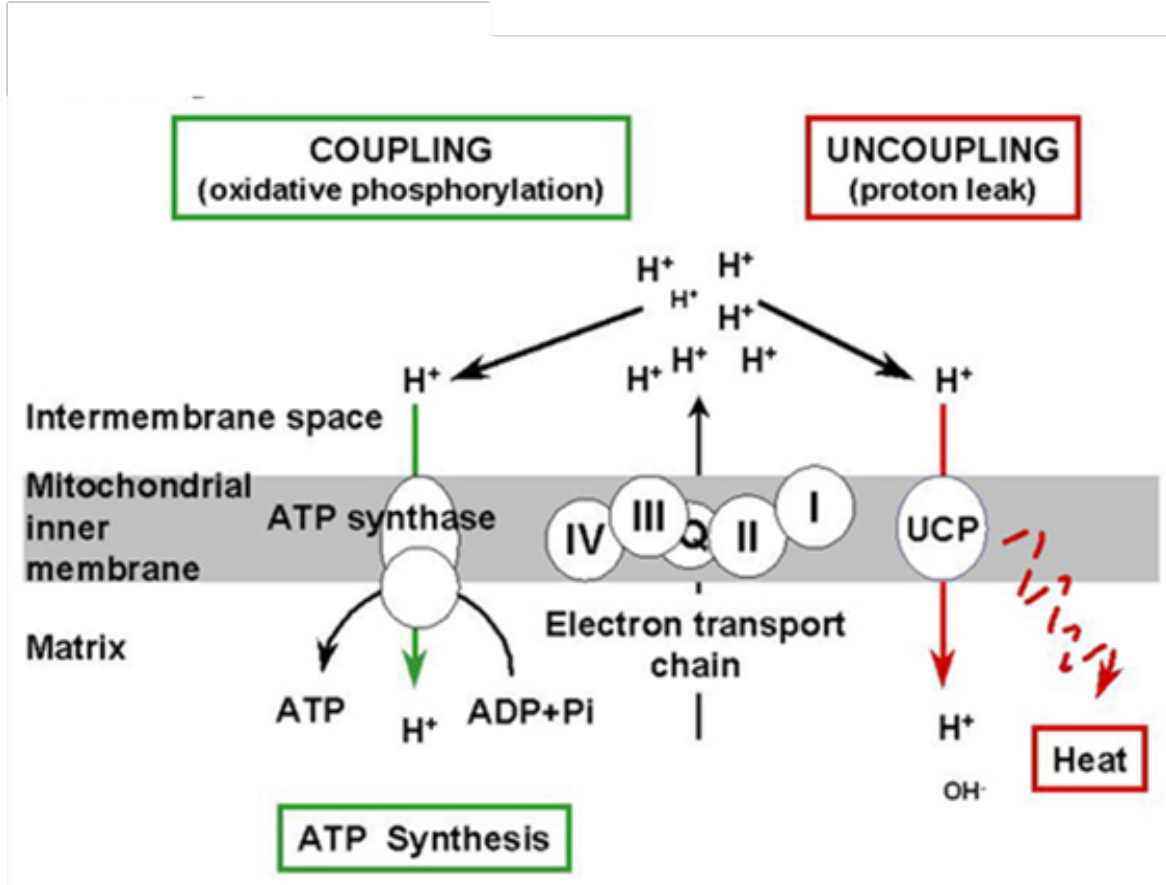 COUPLING
(oxidative phosphorylation)
UNCOUPLING
(proton leak)
H⁺ H⁺
H⁺
H⁺
H⁺ H⁺ H⁺
H⁺
H⁺
Intermembrane space
Mitochondrial
inner
membrane
ATP synthase
IV III Q II I
UCP
Matrix
Electron transport
chain
ATP
H⁺
ADP+Pi
H⁺
OH⁻
Heat
ATP Synthesis